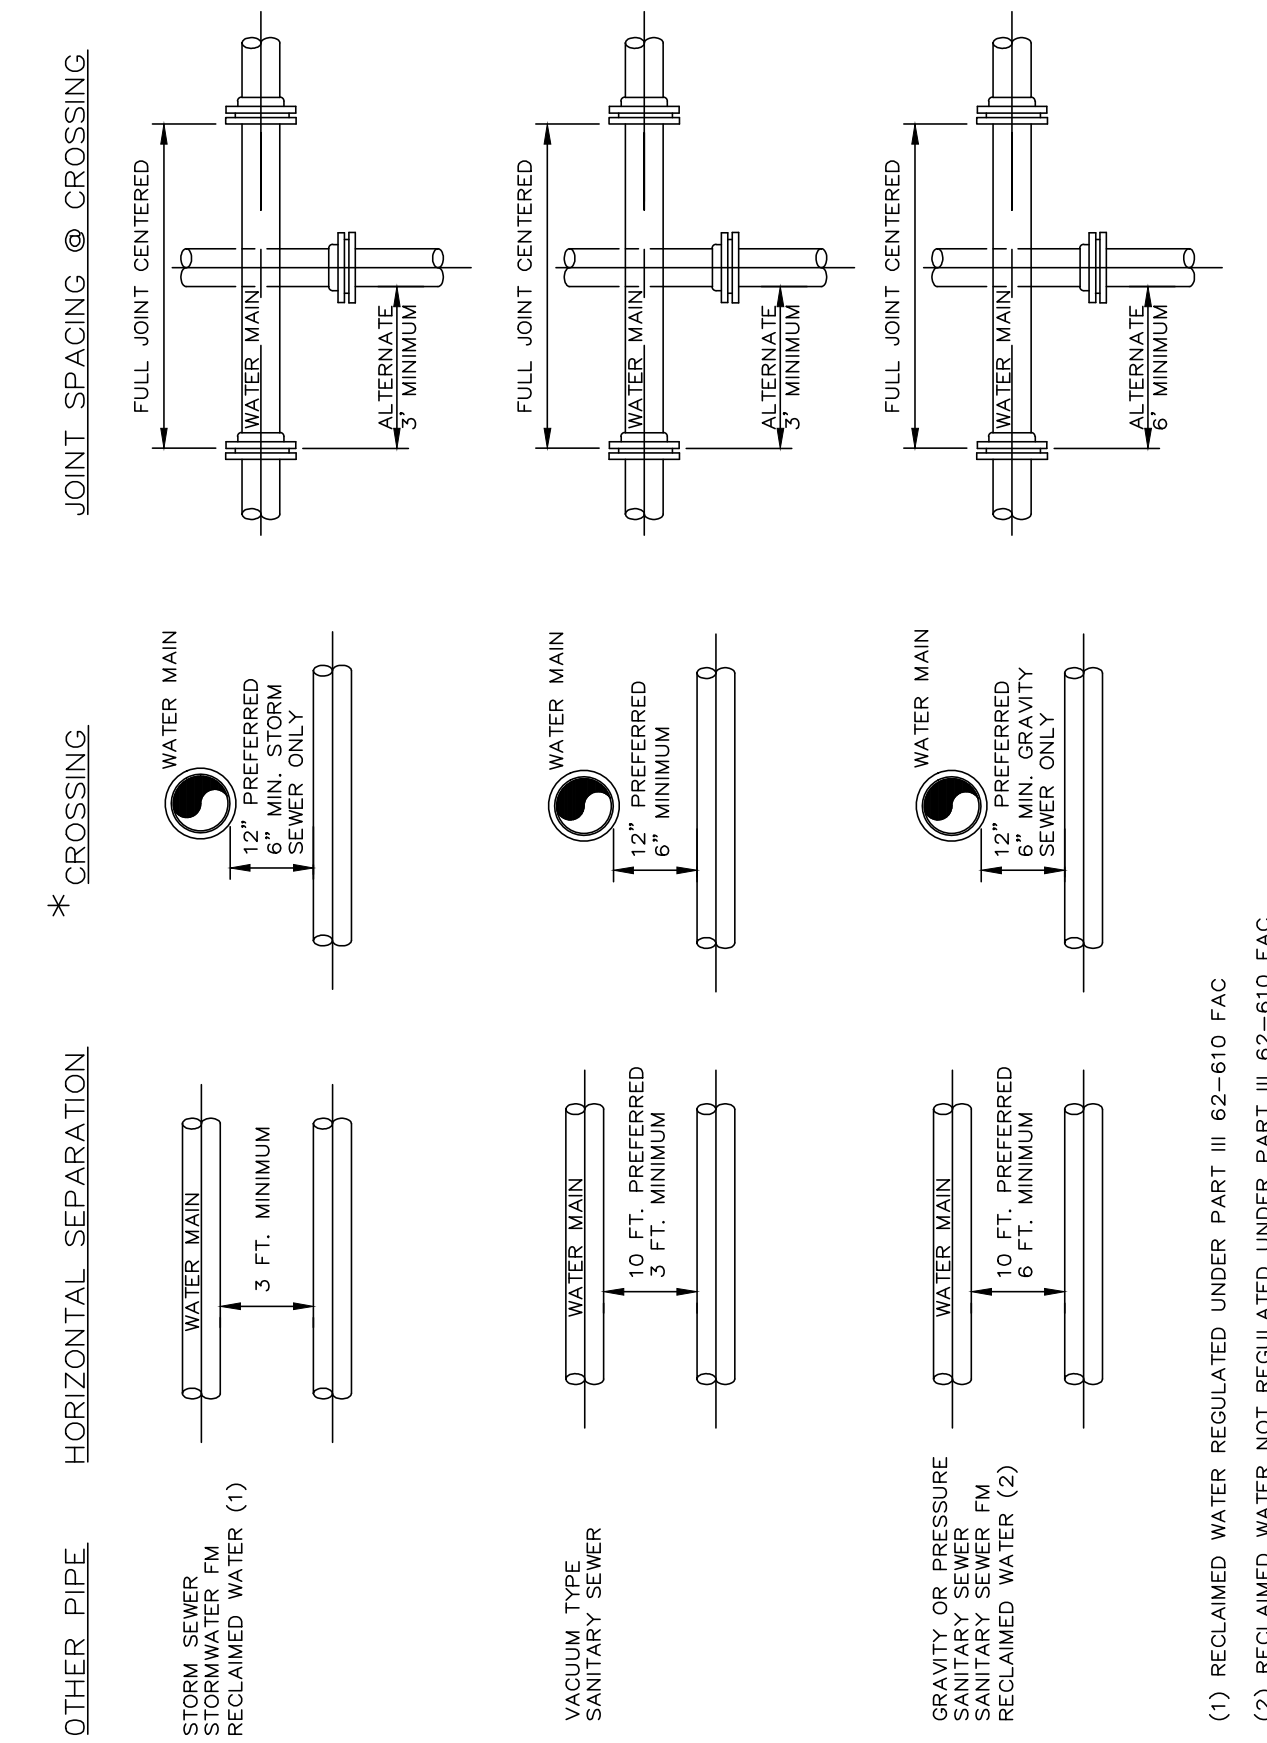 OTHER PIPE
HORIZONTAL SEPARATION
* CROSSING
JOINT SPACING @ CROSSING
STORM SEWER
STORMWATER FM
RECLAIMED WATER (1)
WATER MAIN
3 FT. MINIMUM
WATER MAIN
12" PREFERRED
6" MIN. STORM
SEWER ONLY
FULL JOINT CENTERED
WATER MAIN
ALTERNATE
3' MINIMUM
VACUUM TYPE
SANITARY SEWER
WATER MAIN
10 FT. PREFERRED
3 FT. MINIMUM
WATER MAIN
12" PREFERRED
6" MINIMUM
FULL JOINT CENTERED
WATER MAIN
ALTERNATE
3' MINIMUM
GRAVITY OR PRESSURE
SANITARY SEWER
SANITARY SEWER FM
RECLAIMED WATER (2)
WATER MAIN
10 FT. PREFERRED
6 FT. MINIMUM
WATER MAIN
12" PREFERRED
6" MIN. GRAVITY
SEWER ONLY
FULL JOINT CENTERED
WATER MAIN
ALTERNATE
6' MINIMUM
(1) RECLAIMED WATER REGULATED UNDER PART III 62-610 FAC
(2) RECLAIMED WATER NOT REGULATED UNDER PART III 62-610 FAC